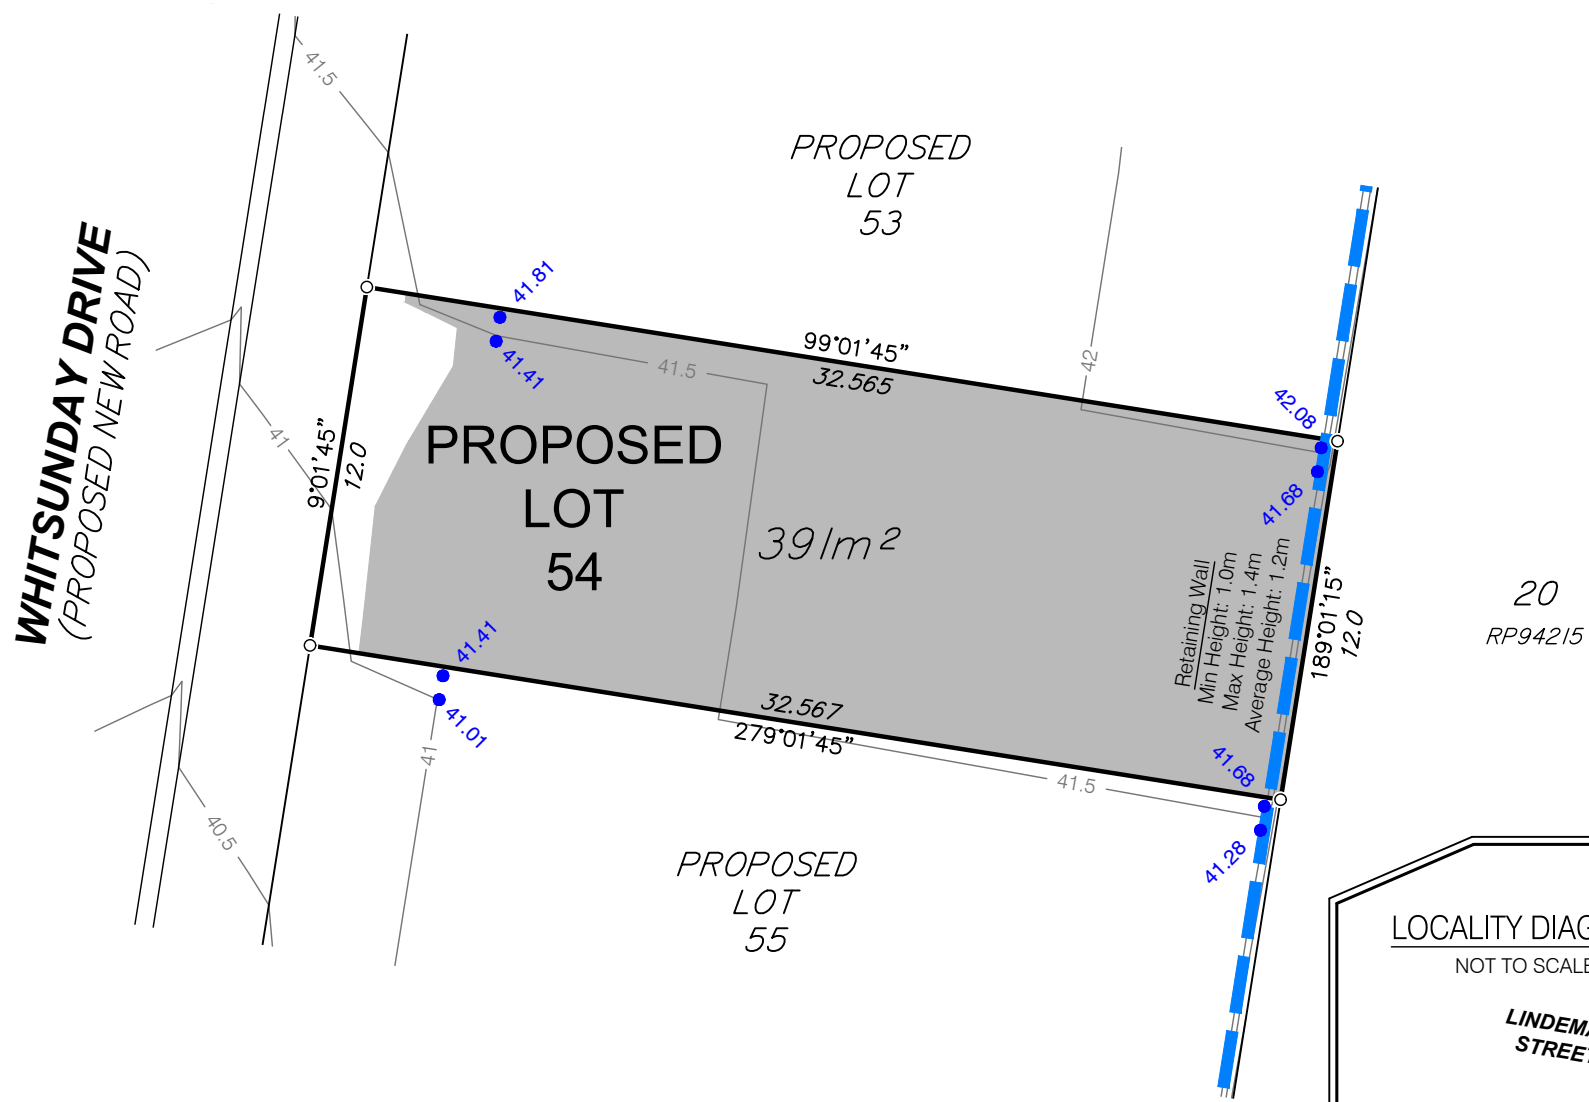 41.5
PROPOSED
LOT
53
WHITSUNDAY DRIVE
(PROPOSED NEW ROAD)
41.81
41.41
41.5
99°01'45"
32.565
42
42.08
41.68
41
9°01'45"
12.0
PROPOSED
LOT
54
391m²
Retaining Wall
Min Height: 1.0m
Max Height: 1.4m
Average Height: 1.2m
189°01'15"
12.0
20
RP94215
41.41
41.01
41
32.567
279°01'45"
41.5
41.68
41.28
40.5
PROPOSED
LOT
55
LOCALITY DIAG
NOT TO SCALE
LINDEMA
STREET